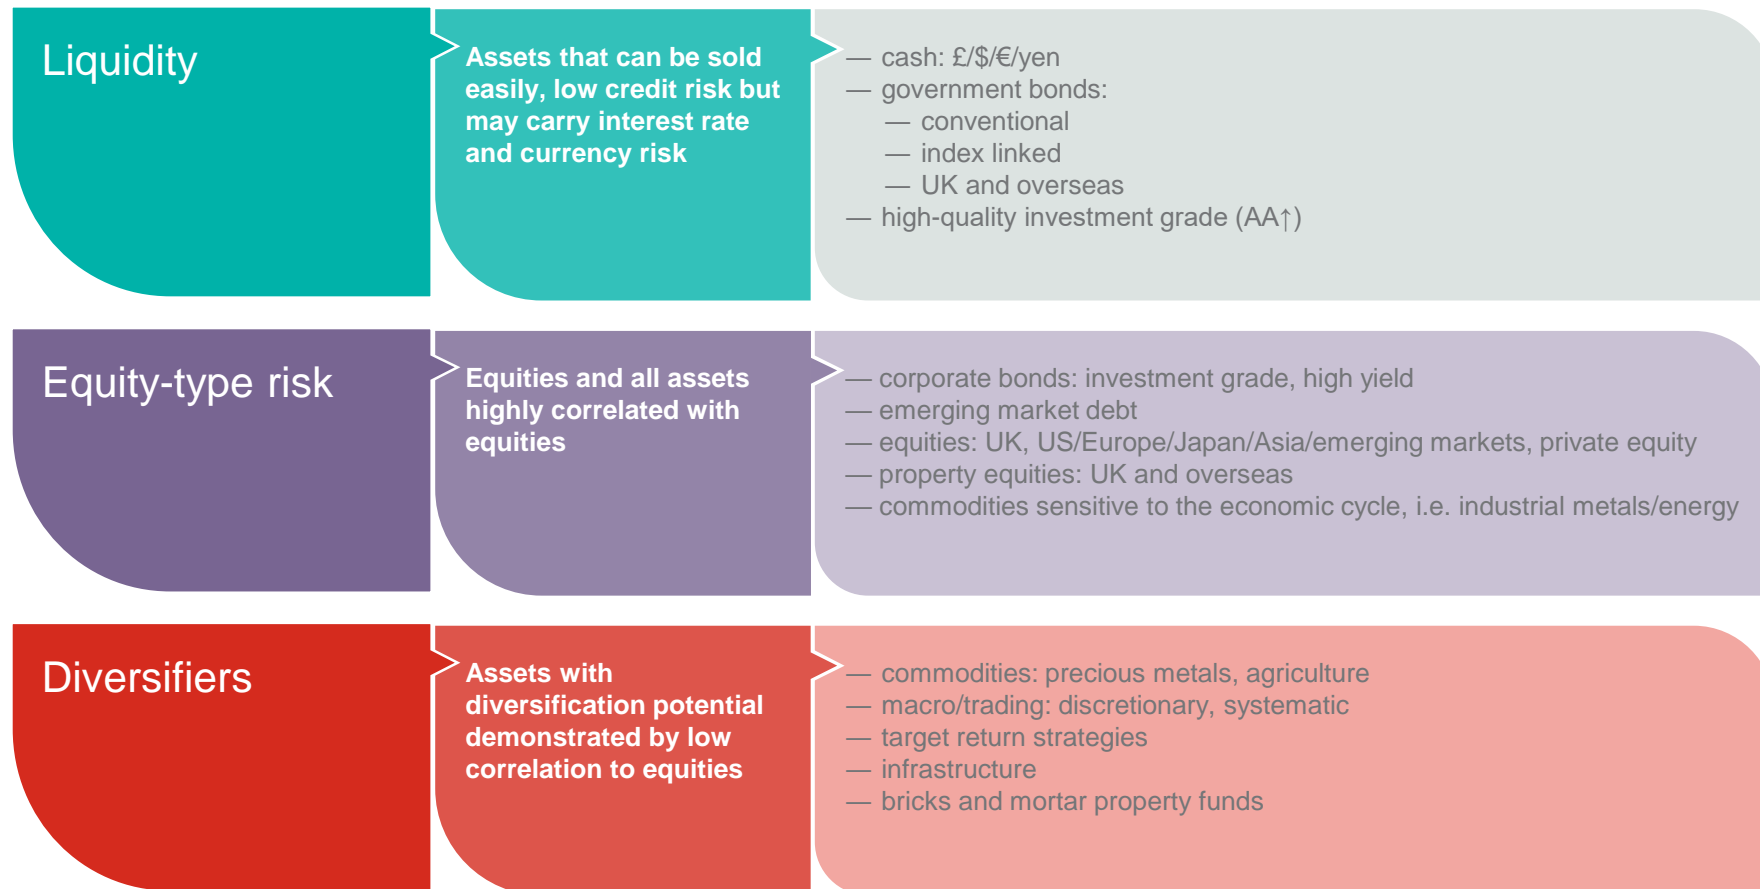 Liquidity
Assets that can be sold
easily, low credit risk but
may carry interest rate
and currency risk
— cash: £/$/€/yen
— government bonds:
— conventional
— index linked
— UK and overseas
— high-quality investment grade (AA↑)
Equity-type risk
Equities and all assets
highly correlated with
equities
— corporate bonds: investment grade, high yield
— emerging market debt
— equities: UK, US/Europe/Japan/Asia/emerging markets, private equity
— property equities: UK and overseas
— commodities sensitive to the economic cycle, i.e. industrial metals/energy
Diversifiers
Assets with
diversification potential
demonstrated by low
correlation to equities
— commodities: precious metals, agriculture
— macro/trading: discretionary, systematic
— target return strategies
— infrastructure
— bricks and mortar property funds